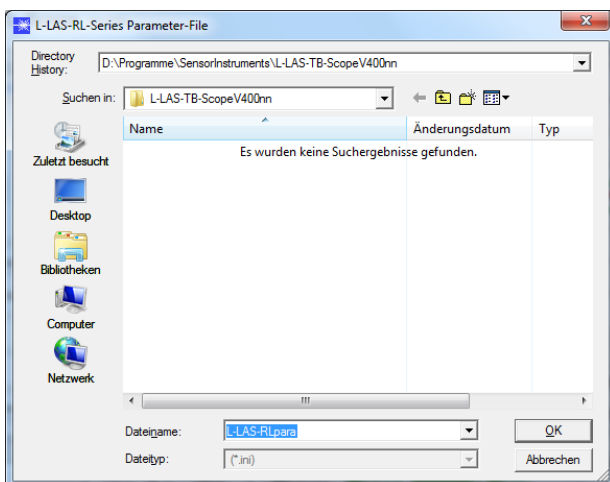 L-LAS-RL-Series Parameter-File
Directory
History:
D:\Programme\SensorInstruments\L-LAS-TB-ScopeV400nn
Suchen in:
L-LAS-TB-ScopeV400nn
Name
Änderungsdatum
Typ
Es wurden keine Suchergebnisse gefunden.
Zuletzt besucht
Desktop
Bibliotheken
Computer
Netzwerk
Dateiname:
L-LAS-RLpara
OK
Dateityp:
(*.ini)
Abbrechen